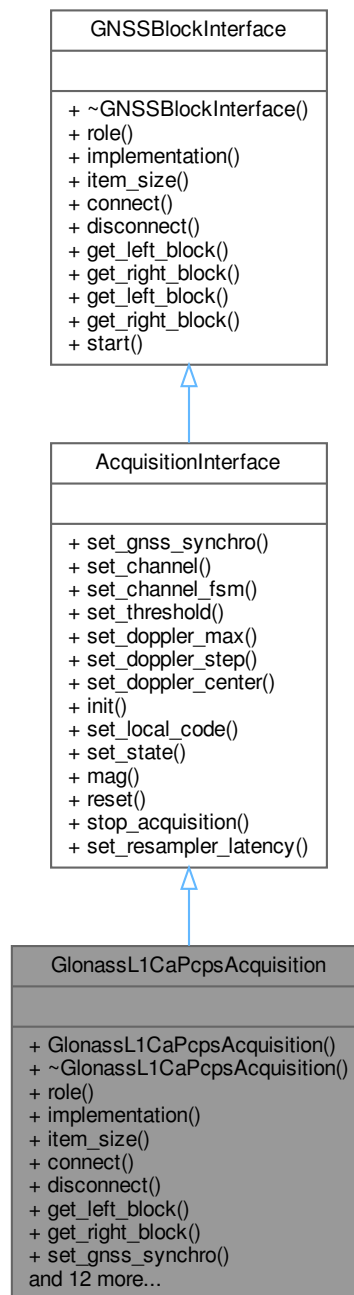 GNSSBlockInterface
+ ~GNSSBlockInterface()
+ role()
+ implementation()
+ item_size()
+ connect()
+ disconnect()
+ get_left_block()
+ get_right_block()
+ get_left_block()
+ get_right_block()
+ start()
AcquisitionInterface
+ set_gnss_synchro()
+ set_channel()
+ set_channel_fsm()
+ set_threshold()
+ set_doppler_max()
+ set_doppler_step()
+ set_doppler_center()
+ init()
+ set_local_code()
+ set_state()
+ mag()
+ reset()
+ stop_acquisition()
+ set_resampler_latency()
GlonassL1CaPcpsAcquisition
+ GlonassL1CaPcpsAcquisition()
+ ~GlonassL1CaPcpsAcquisition()
+ role()
+ implementation()
+ item_size()
+ connect()
+ disconnect()
+ get_left_block()
+ get_right_block()
+ set_gnss_synchro()
and 12 more...